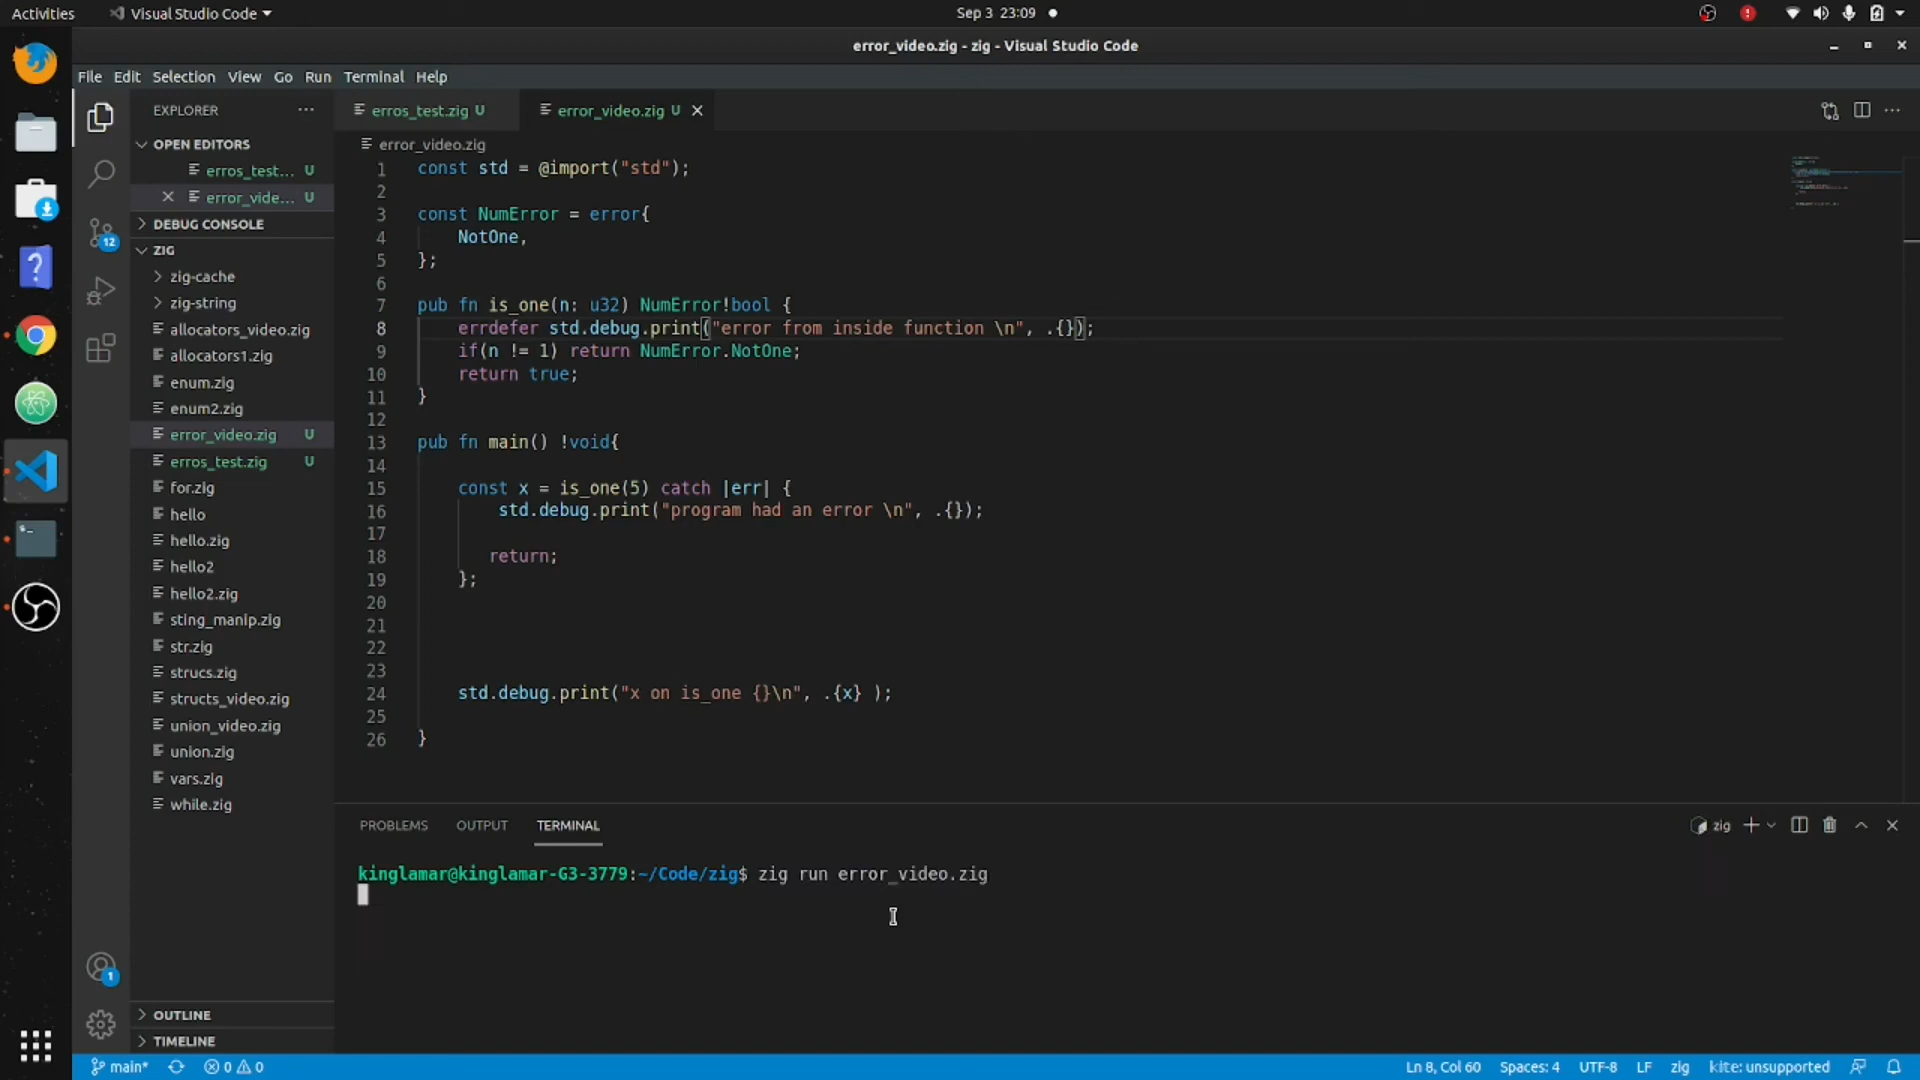 Activities Visual Studio Code Sep 3 23:09
error_video.zig - zig - Visual Studio Code
File Edit Selection View Go Run Terminal Help
EXPLORER
OPEN EDITORS
erros_test... U
error_vide... U
DEBUG CONSOLE
ZIG
zig-cache
zig-string
allocators_video.zig
allocators1.zig
enum.zig
enum2.zig
error_video.zig U
erros_test.zig U
for.zig
hello
hello.zig
hello2
hello2.zig
sting_manip.zig
str.zig
strucs.zig
structs_video.zig
union_video.zig
union.zig
vars.zig
while.zig
OUTLINE
TIMELINE
12
1
erros_test.zig U error_video.zig U
error_video.zig
1 const std = @import("std");
2
3 const NumError = error{
4 NotOne,
5 };
6
7 pub fn is_one(n: u32) NumError!bool {
8 errdefer std.debug.print("error from inside function \n", .{});
9 if(n != 1) return NumError.NotOne;
10 return true;
11 }
12
13 pub fn main() !void{
14
15 const x = is_one(5) catch |err| {
16 std.debug.print("program had an error \n", .{});
17
18 return;
19 };
20
21
22
23
24 std.debug.print("x on is_one {}\n", .{x} );
25
26 }
PROBLEMS OUTPUT TERMINAL zig
kinglamar@kinglamar-G3-3779:~/Code/zig$ zig run error_video.zig
main* 0 0 Ln 8, Col 60 Spaces: 4 UTF-8 LF zig kite: unsupported